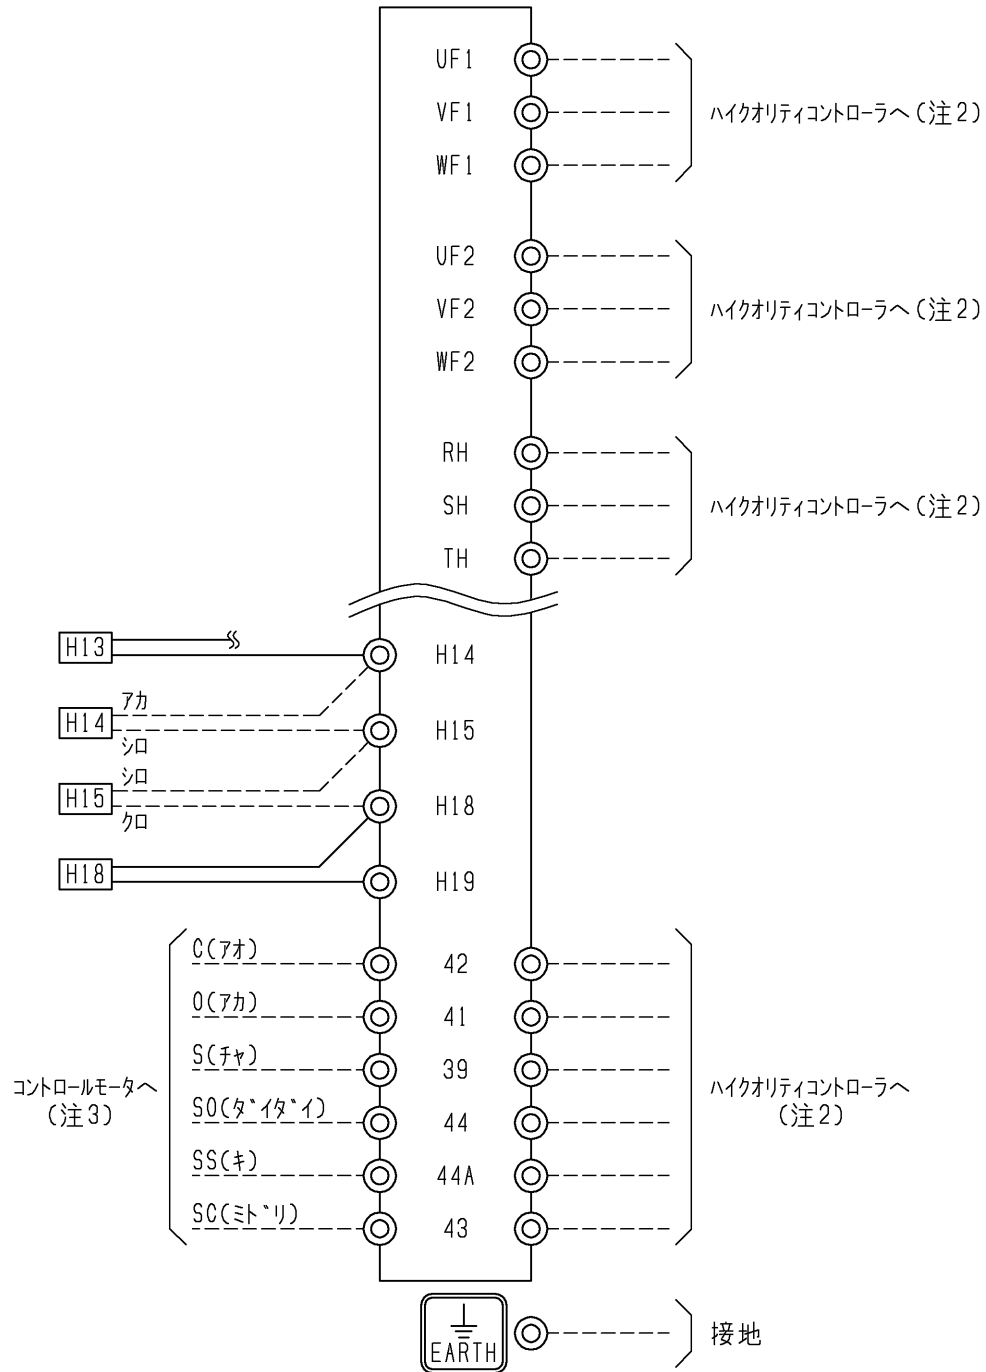 UF1
VF1
WF1
ハイクオリティコントローラへ(注2)
UF2
VF2
WF2
ハイクオリティコントローラへ(注2)
RH
SH
TH
ハイクオリティコントローラへ(注2)
H13
H14
アカ
H14
シロ
H15
シロ
H15
クロ
H18
H18
H19
C(アオ)
42
O(アカ)
41
S(チャ)
39
コントロールモータへ
(注3)
ハイクオリティコントローラへ
(注2)
SO(ダイダイ)
44
SS(キ)
44A
SC(ミドリ)
43
EARTH
接地